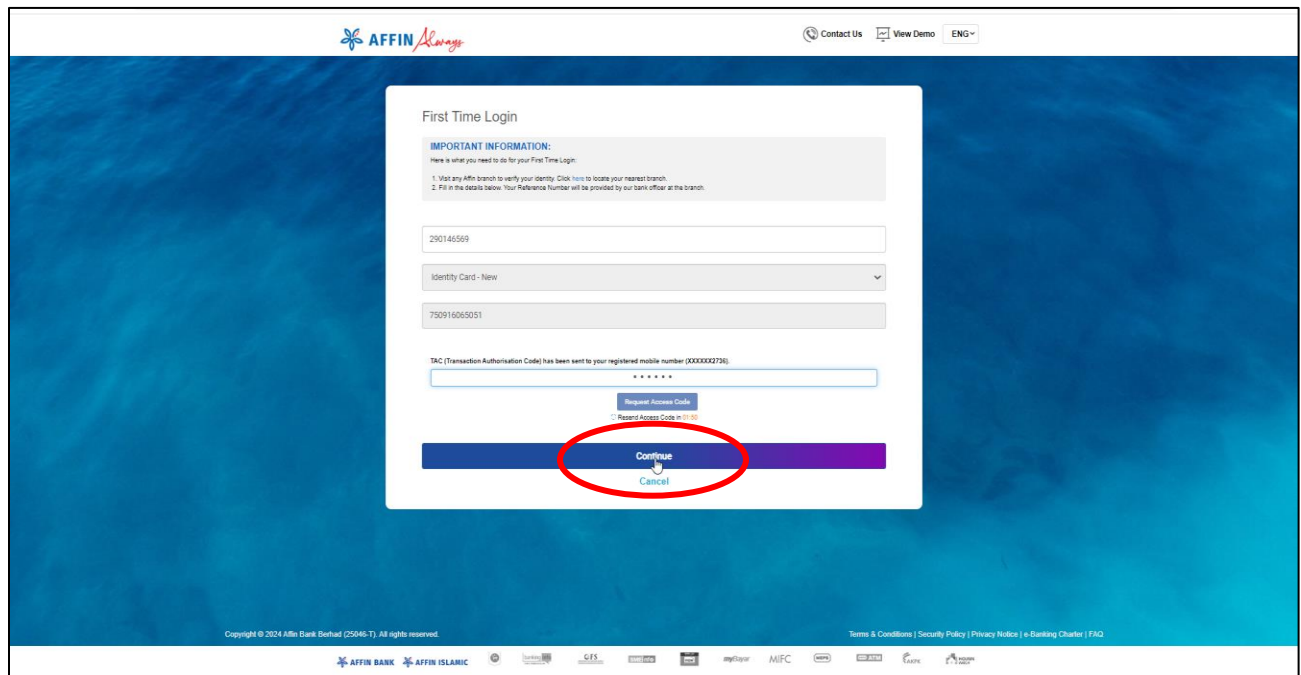 AFFIN Always
Contact Us View Demo ENG
First Time Login
IMPORTANT INFORMATION:
Here is what you need to do for your First Time Login:
1. Visit any Affin branch to verify your identity. Click here to locate your nearest branch.
2. Fill in the details below. Your Reference Number will be provided by our bank officer at the branch.
290146569
Identity Card - New
750916065051
TAC (Transaction Authorisation Code) has been sent to your registered mobile number (XXXXXX2736).
• • • • • •
Request Access Code
Resend Access Code in 01:50
Continue
Cancel
Copyright © 2024 Affin Bank Berhad (25046-T). All rights reserved.
Terms & Conditions | Security Policy | Privacy Notice | e-Banking Charter | FAQ
AFFIN BANK AFFIN ISLAMIC GIFS myBayar MIFC MEPS ATM AKPK